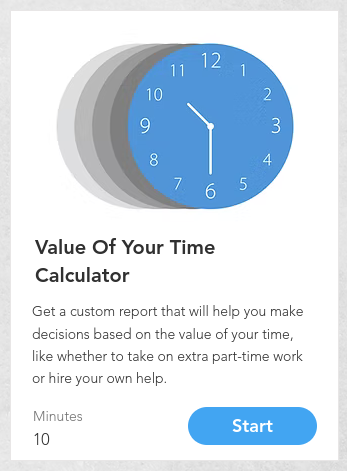 12
11 1
10 2
9 3
8 4
7 5
6
Value Of Your Time
Calculator
Get a custom report that will help you make
decisions based on the value of your time,
like whether to take on extra part-time work
or hire your own help.
Minutes
10
Start